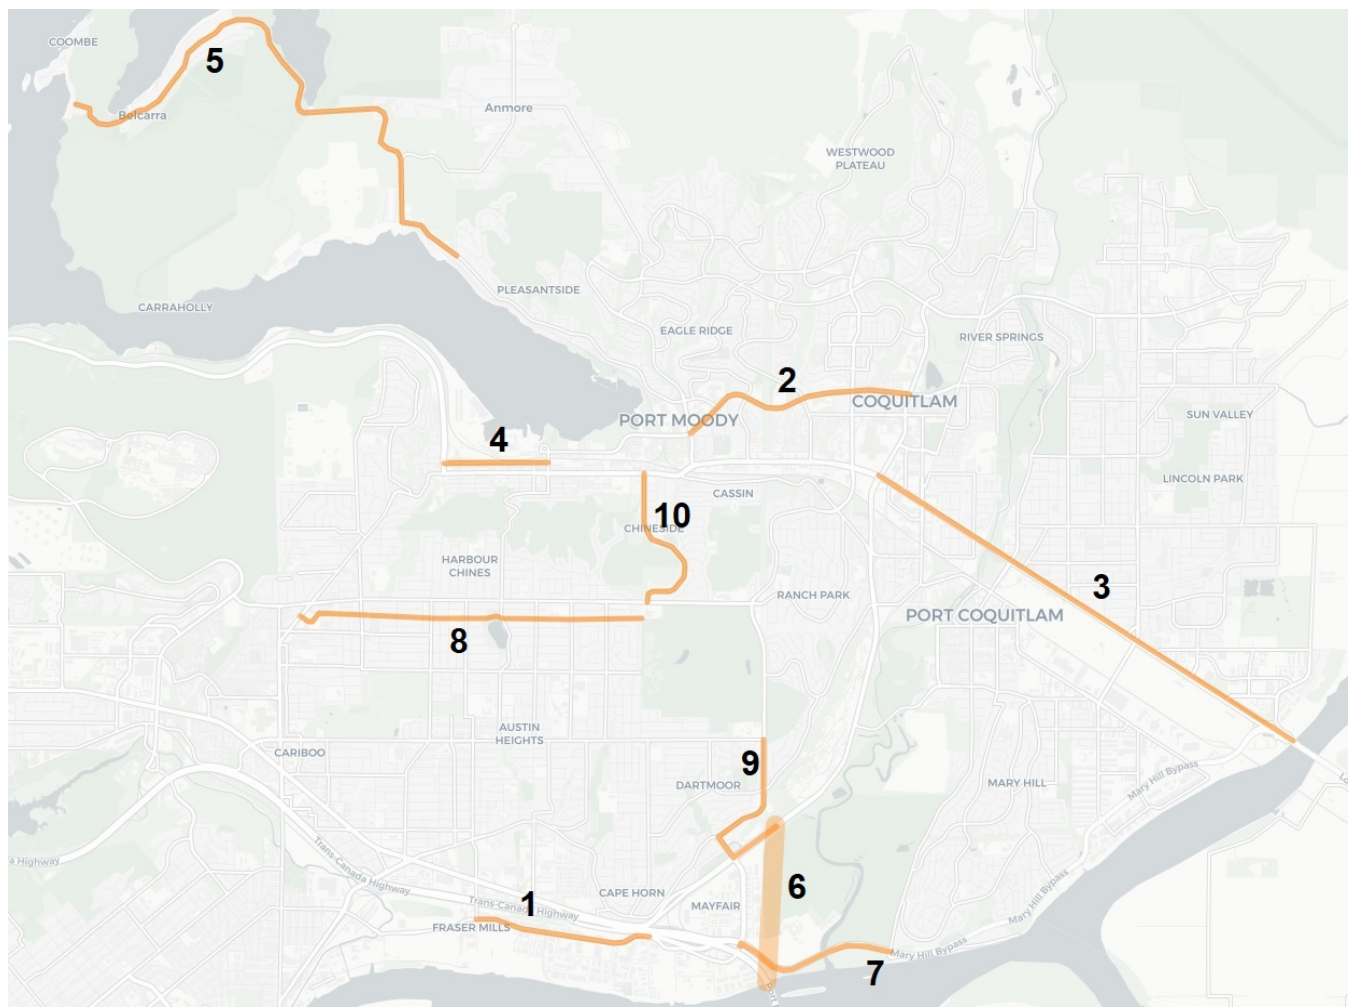 COOMBE
5
Belcarra
Anmore
WESTWOOD
PLATEAU
PLEASANTSIDE
CARRAHOLLY
EAGLE RIDGE
RIVER SPRINGS
2
COQUITLAM
PORT MOODY
SUN VALLEY
4
LINCOLN PARK
CASSIN
10
CHINESIDE
HARBOUR
CHINES
3
RANCH PARK
PORT COQUITLAM
8
AUSTIN
HEIGHTS
CARIBOO
9
DARTMOOR
MARY HILL
Mary Hill Bypass
Trans-Canada Highway
a Highway
6
CAPE HORN
MAYFAIR
1
Trans-Canada Highway
FRASER MILLS
Mary Hill Bypass
Mary Hill Bypass
7